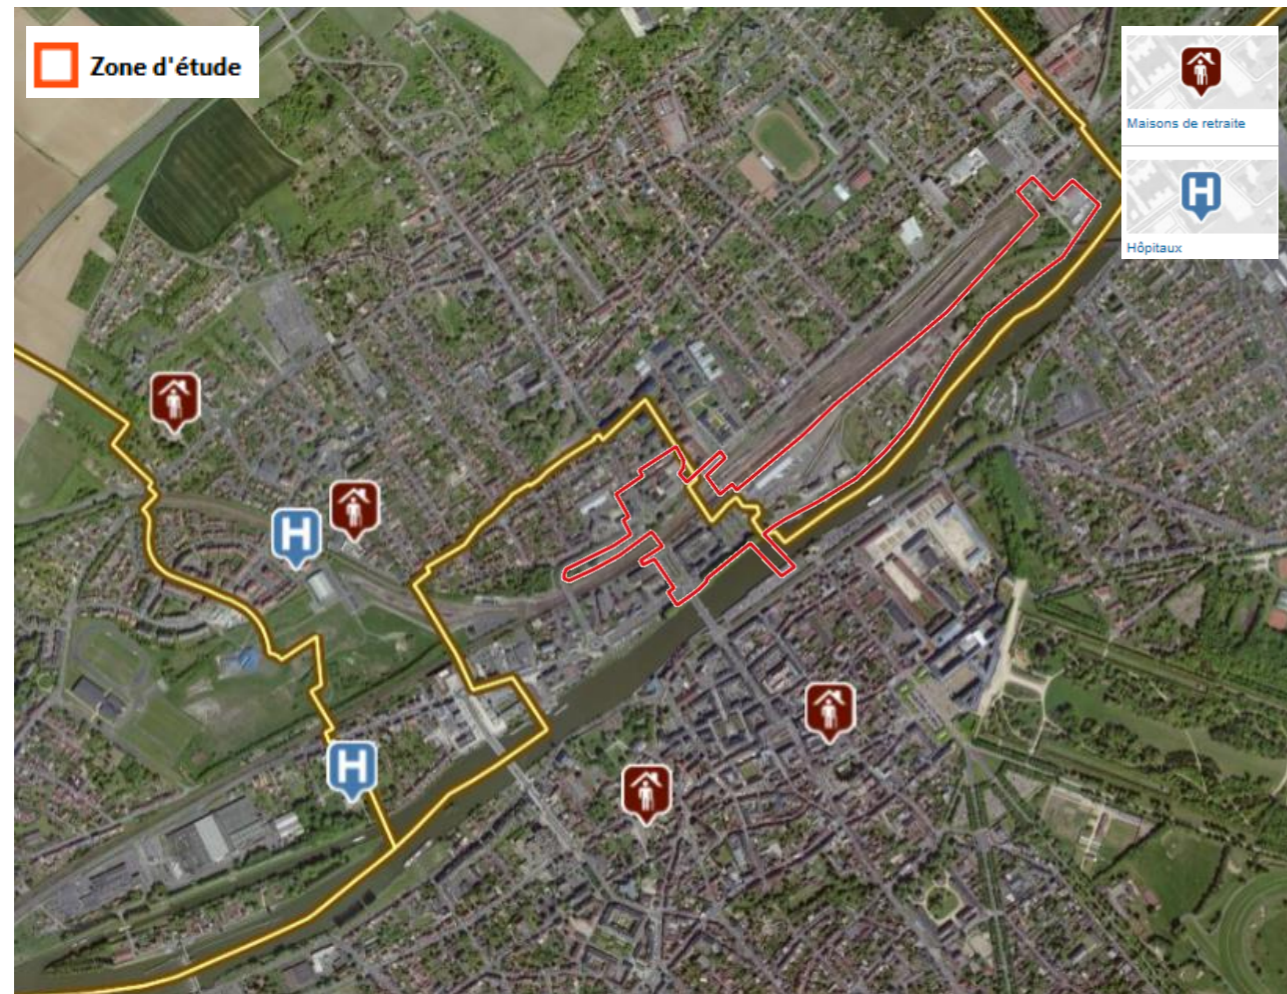 Zone d'étude
Maisons de retraite
H
Hôpitaux
H
H